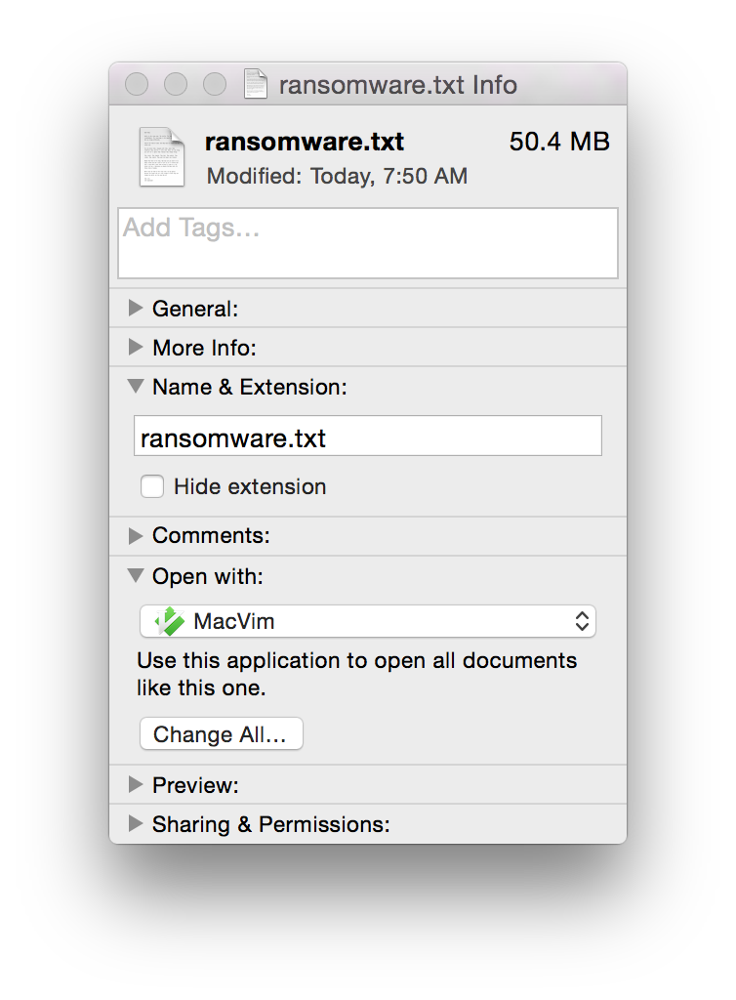 ransomware.txt Info
ransomware.txt 50.4 MB
Modified: Today, 7:50 AM
Add Tags…
General:
More Info:
Name & Extension:
ransomware.txt
Hide extension
Comments:
Open with:
MacVim
Use this application to open all documents
like this one.
Change All…
Preview:
Sharing & Permissions: